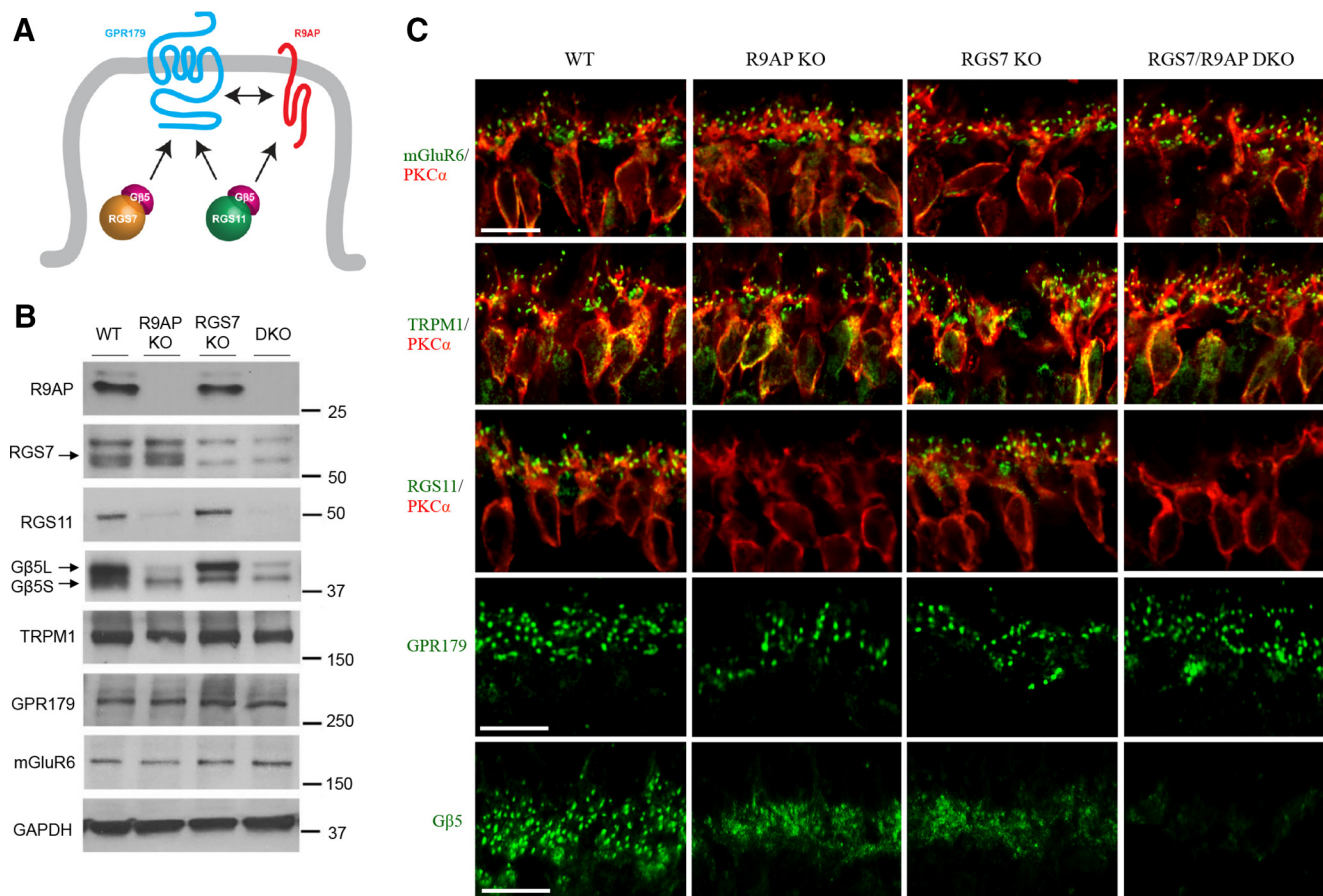 A
GPR179
R9AP
Gβ5
RGS7
Gβ5
RGS11
B
WT
R9AP
KO
RGS7
KO
DKO
R9AP
25
RGS7
50
RGS11
50
Gβ5L
Gβ5S
37
TRPM1
150
GPR179
250
mGluR6
150
GAPDH
37
C
WT
R9AP KO
RGS7 KO
RGS7/R9AP DKO
mGluR6/
PKCα
TRPM1/
PKCα
RGS11/
PKCα
GPR179
Gβ5